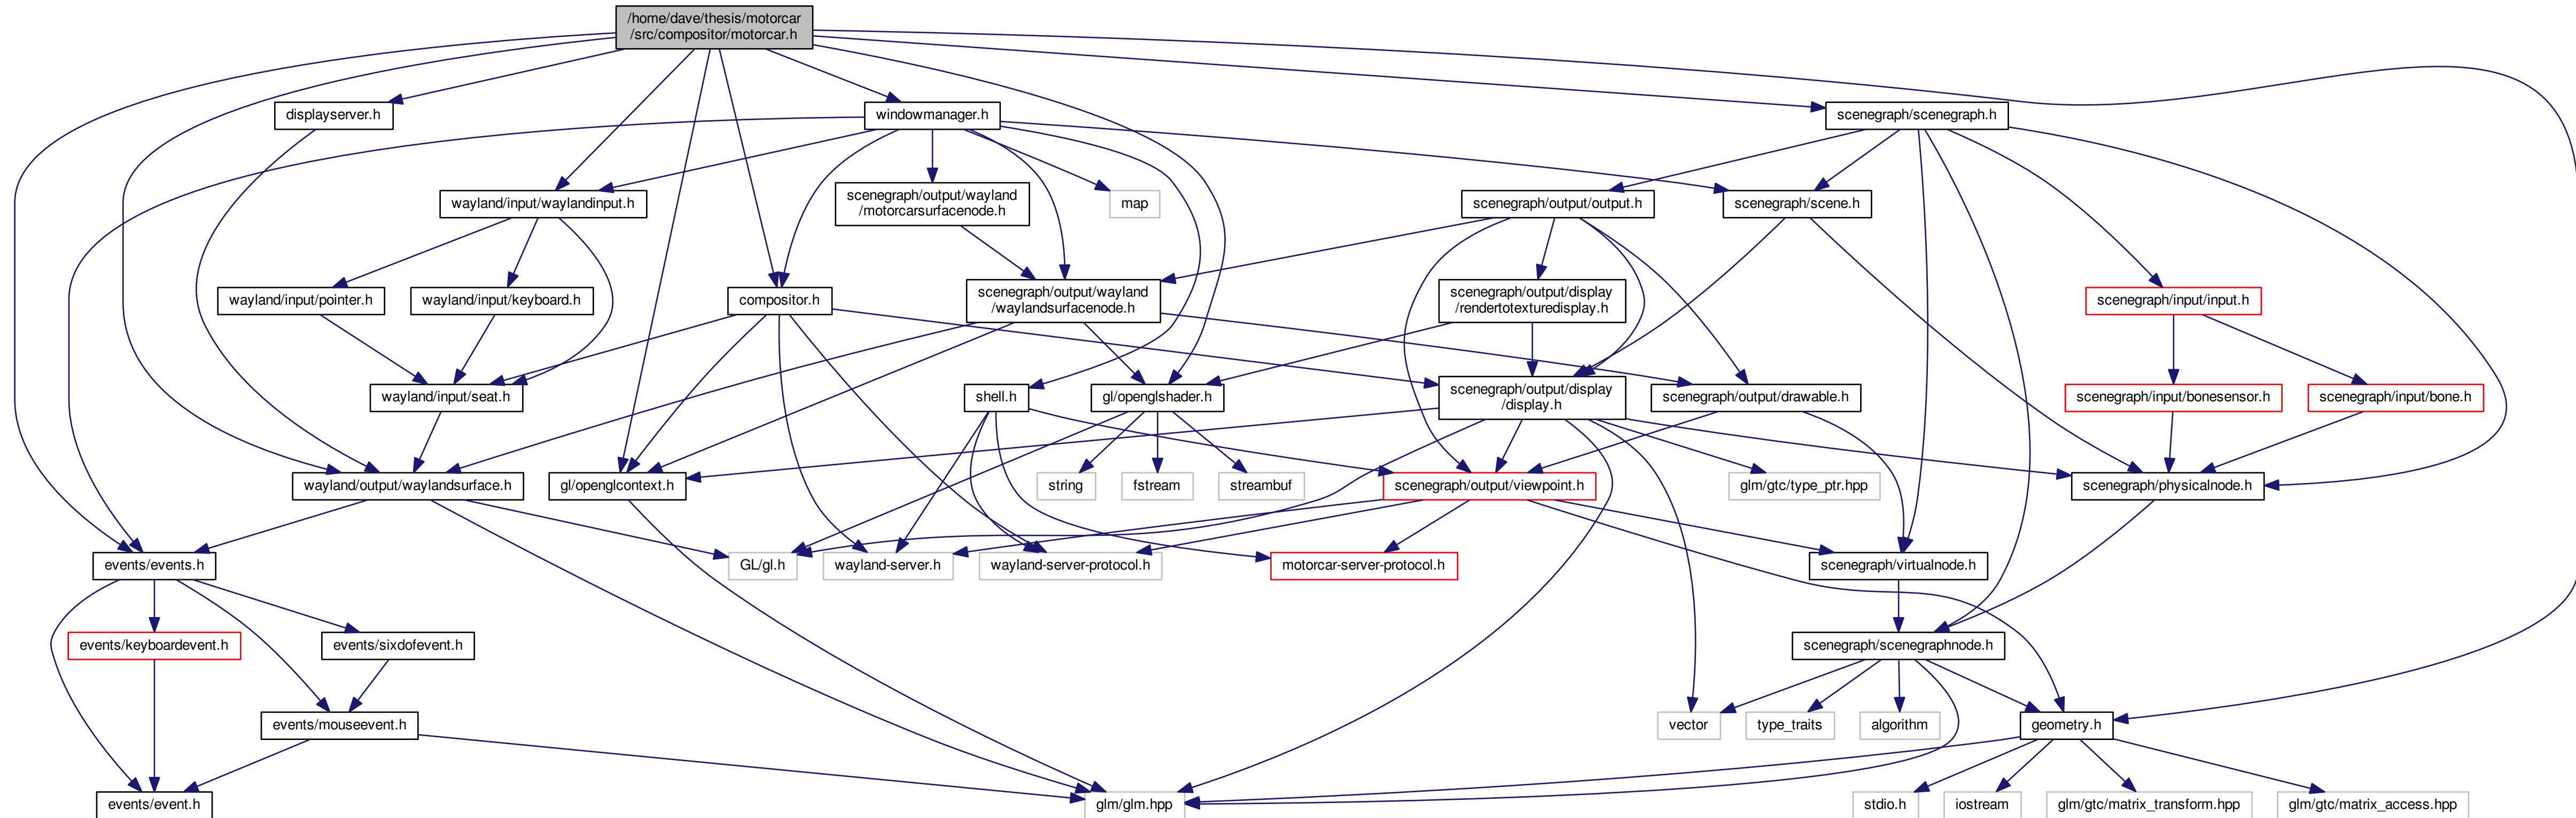 /home/dave/thesis/motorcar
/src/compositor/motorcar.h
displayserver.h
windowmanager.h
scenegraph/scenegraph.h
wayland/input/waylandinput.h
scenegraph/output/wayland
/motorcarsurfacenode.h
map
scenegraph/output/output.h
scenegraph/scene.h
wayland/input/pointer.h
wayland/input/keyboard.h
compositor.h
scenegraph/output/wayland
/waylandsurfacenode.h
scenegraph/output/display
/rendertotexturedisplay.h
scenegraph/input/input.h
wayland/input/seat.h
shell.h
gl/openglshader.h
scenegraph/output/display
/display.h
scenegraph/output/drawable.h
scenegraph/input/bonesensor.h
scenegraph/input/bone.h
wayland/output/waylandsurface.h
gl/openglcontext.h
string
fstream
streambuf
scenegraph/output/viewpoint.h
glm/gtc/type_ptr.hpp
scenegraph/physicalnode.h
events/events.h
GL/gl.h
wayland-server.h
wayland-server-protocol.h
motorcar-server-protocol.h
scenegraph/virtualnode.h
events/keyboardevent.h
events/sixdofevent.h
scenegraph/scenegraphnode.h
events/mouseevent.h
vector
type_traits
algorithm
geometry.h
events/event.h
glm/glm.hpp
stdio.h
iostream
glm/gtc/matrix_transform.hpp
glm/gtc/matrix_access.hpp